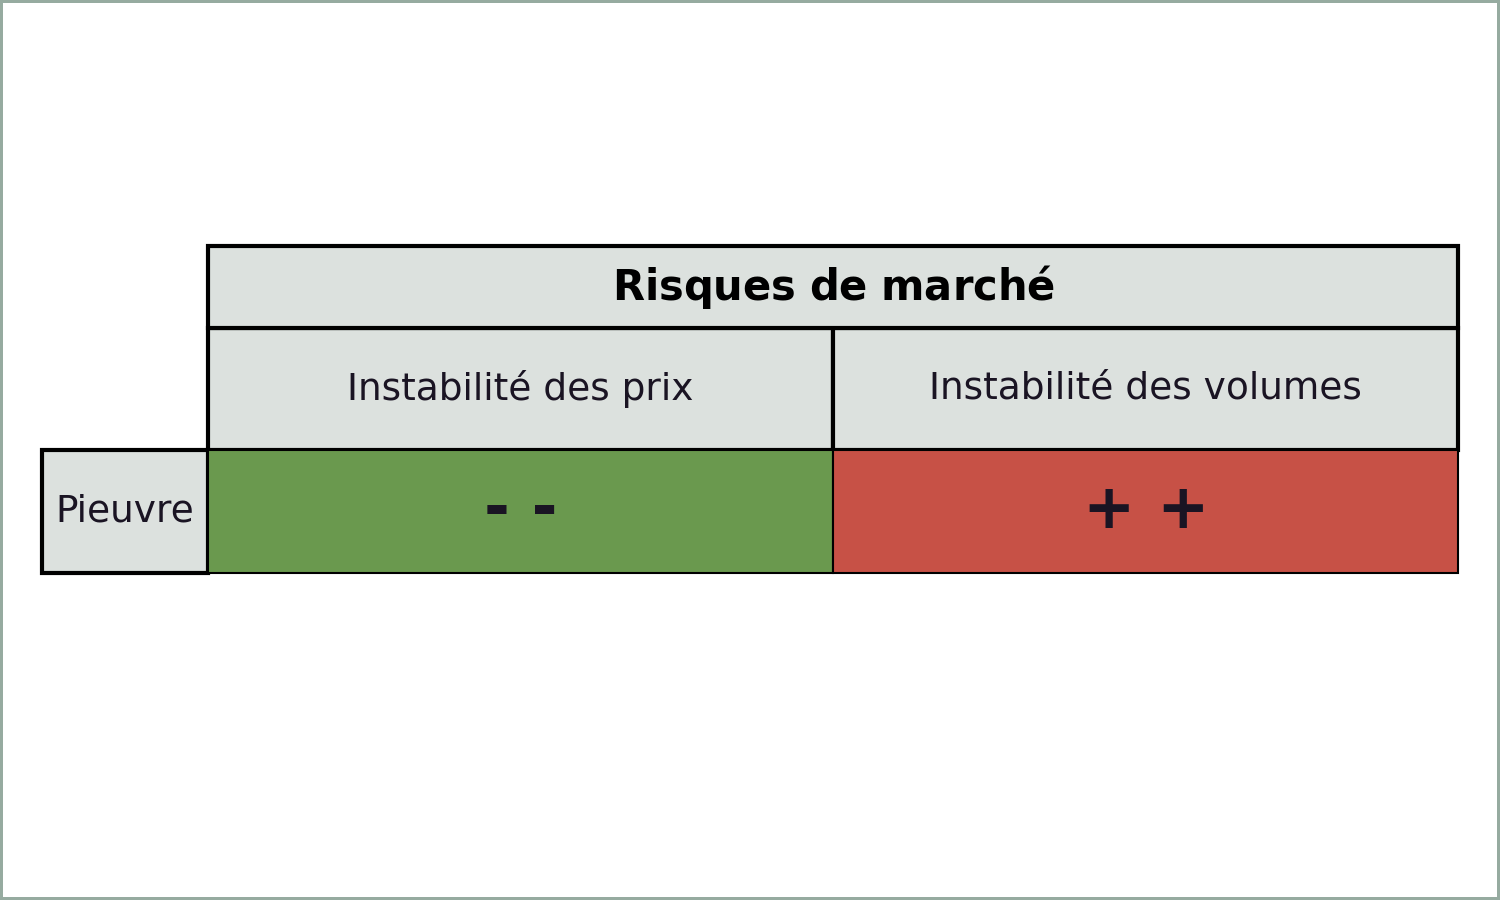 Risques de marché
Instabilité des prix
Instabilité des volumes
Pieuvre
- -
+ +